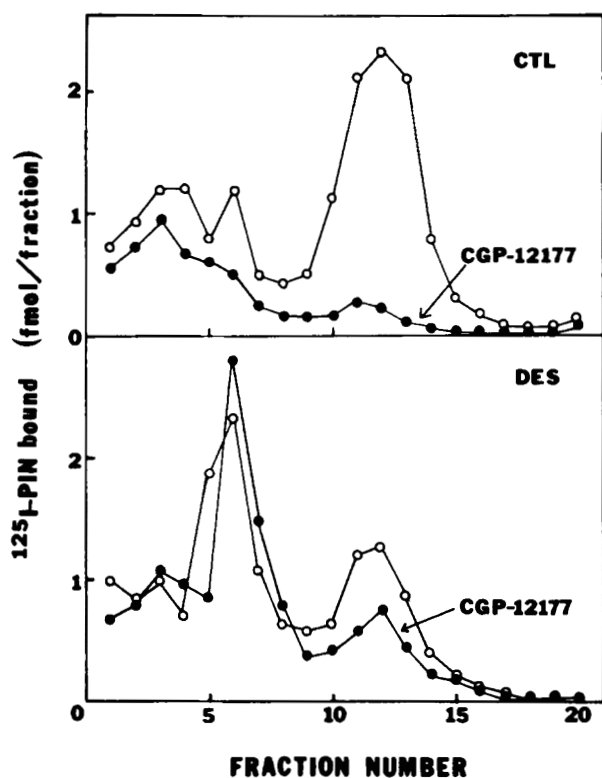 CTL
2
CGP-12177
1
0
DES
2
CGP-12177
1
0 5 10 15 20
125I-PIN bound (fmol/fraction)
FRACTION NUMBER